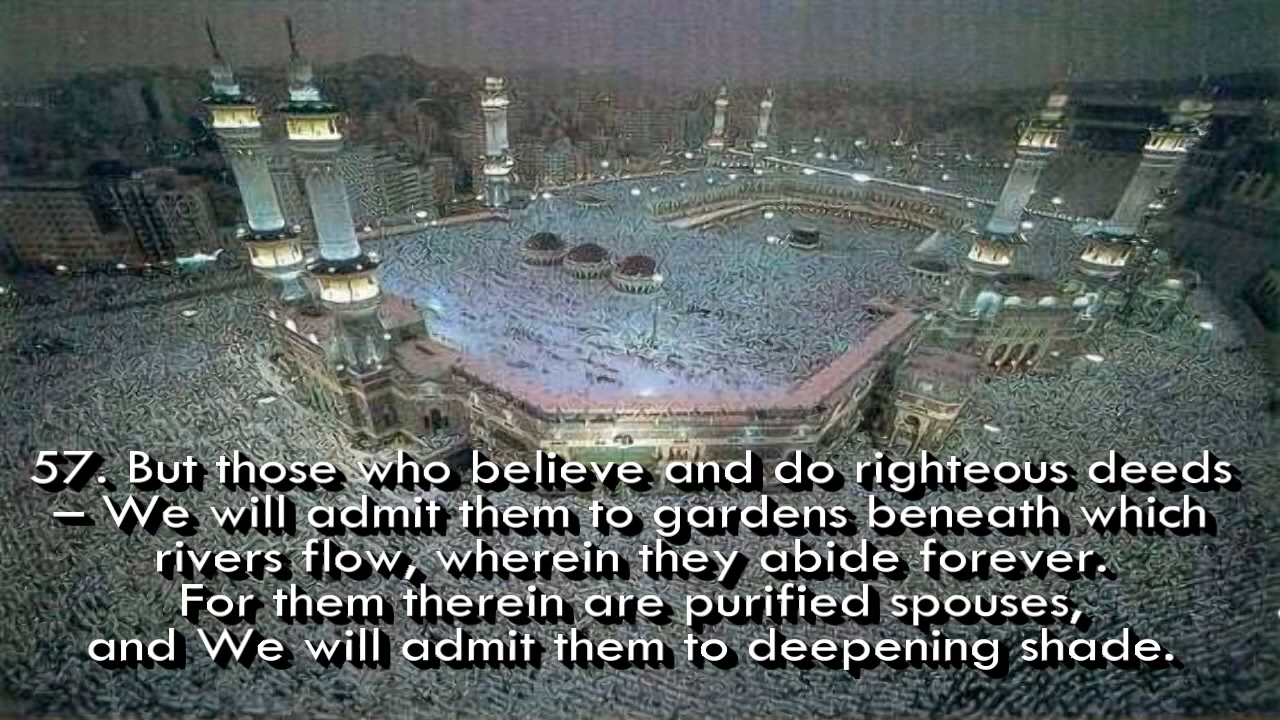 57. But those who believe and do righteous deeds
– We will admit them to gardens beneath which
rivers flow, wherein they abide forever.
For them therein are purified spouses,
and We will admit them to deepening shade.